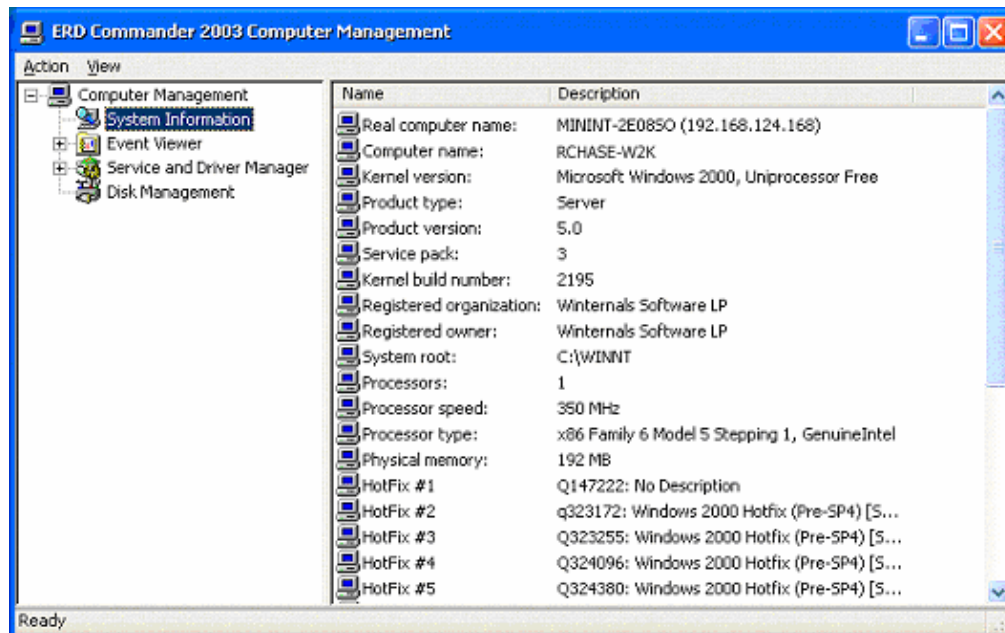 ERD Commander 2003 Computer Management
Action View
Computer Management
System Information
Event Viewer
Service and Driver Manager
Disk Management
Name Description
Real computer name: MININT-2E085O (192.168.124.168)
Computer name: RCHASE-W2K
Kernel version: Microsoft Windows 2000, Uniprocessor Free
Product type: Server
Product version: 5.0
Service pack: 3
Kernel build number: 2195
Registered organization: Winternals Software LP
Registered owner: Winternals Software LP
System root: C:\WINNT
Processors: 1
Processor speed: 350 MHz
Processor type: x86 Family 6 Model 5 Stepping 1, GenuineIntel
Physical memory: 192 MB
HotFix #1 Q147222: No Description
HotFix #2 q323172: Windows 2000 Hotfix (Pre-SP4) [S...
HotFix #3 Q323255: Windows 2000 Hotfix (Pre-SP4) [S...
HotFix #4 Q324096: Windows 2000 Hotfix (Pre-SP4) [S...
HotFix #5 Q324380: Windows 2000 Hotfix (Pre-SP4) [S...
Ready